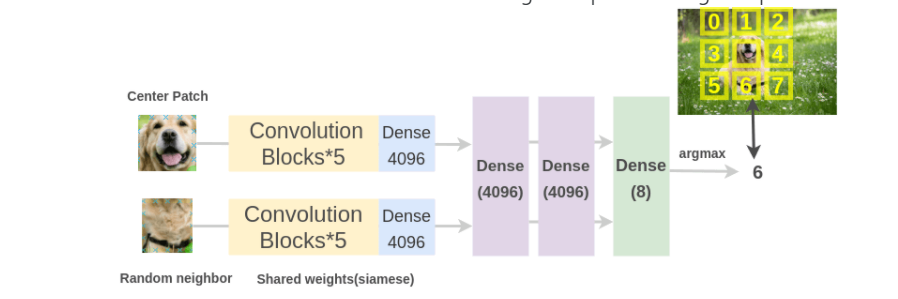 0 1 2
3 4
5 6 7
Center Patch
Convolution
Blocks*5
Dense
4096
Dense
(4096)
Dense
(4096)
Dense
(8)
argmax
6
Convolution
Blocks*5
Dense
4096
Random neighbor
Shared weights(siamese)